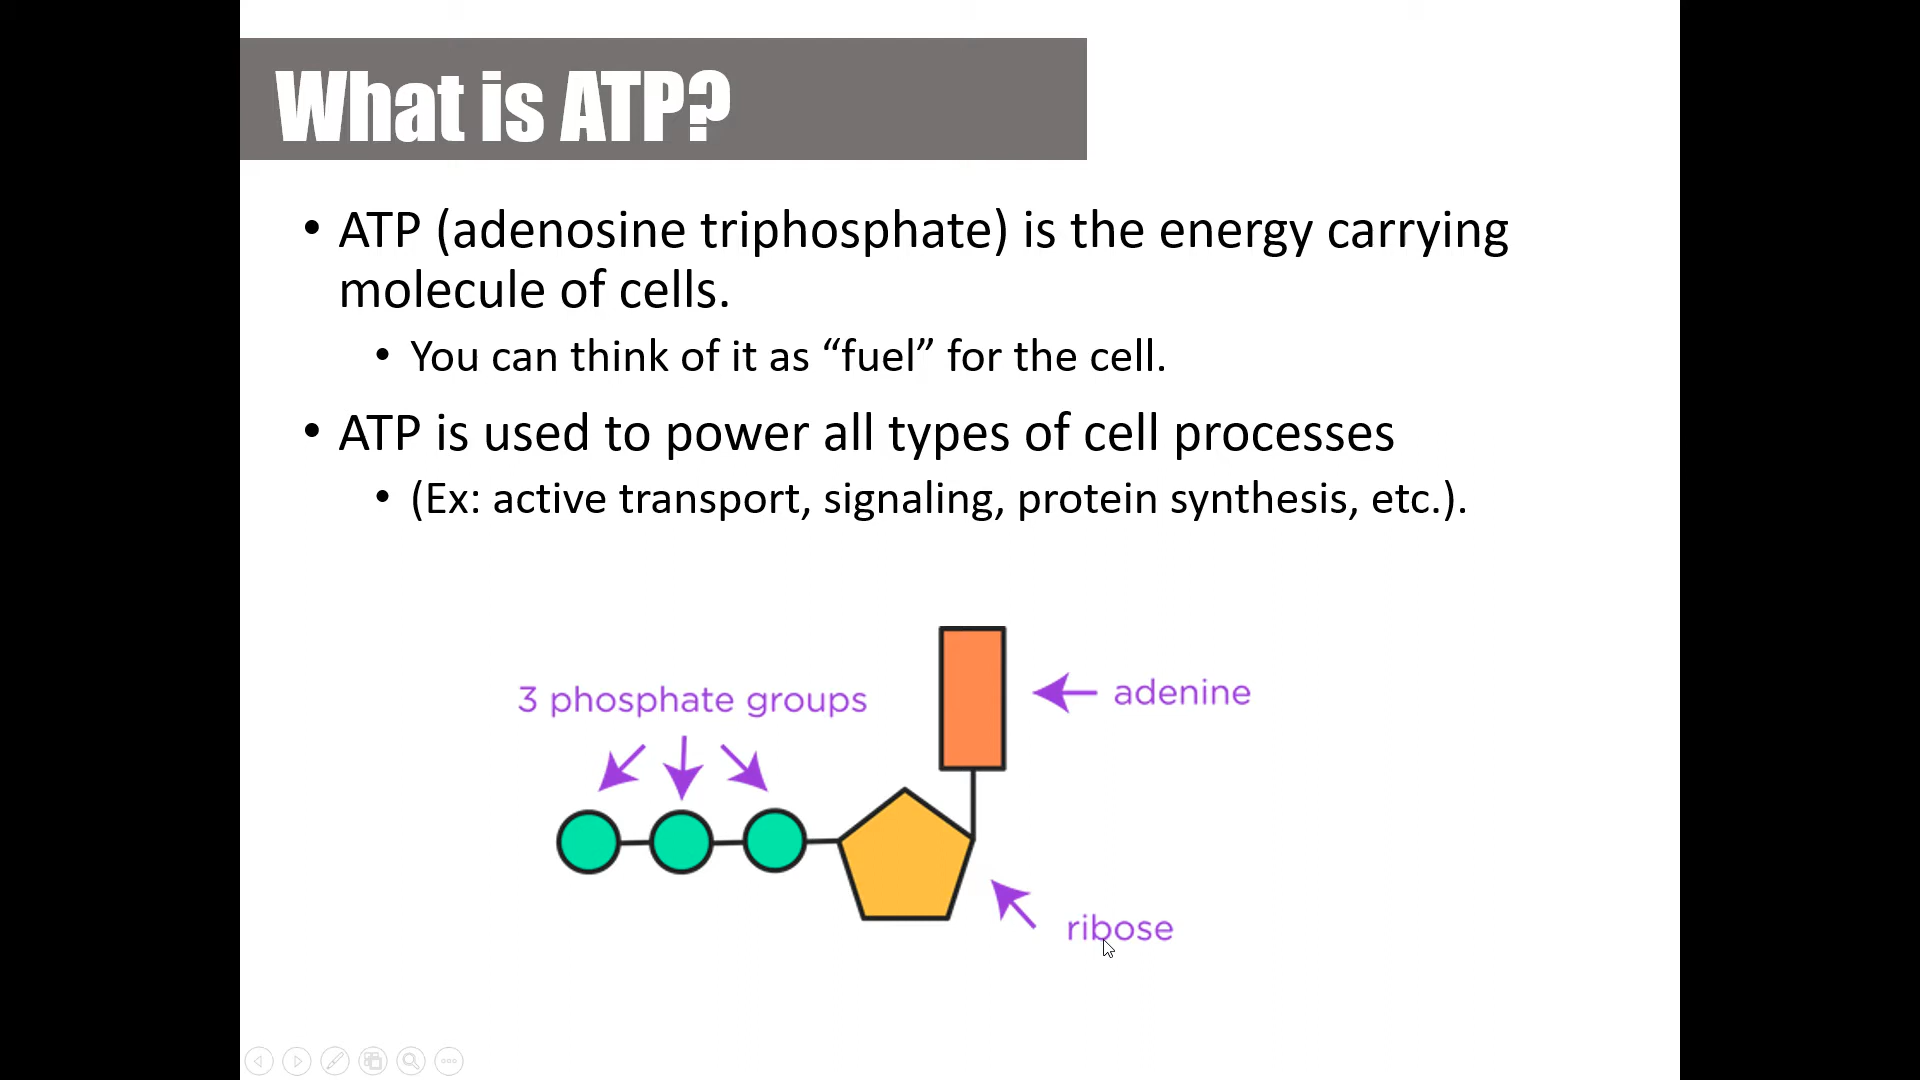 What is ATP?
• ATP (adenosine triphosphate) is the energy carrying
molecule of cells.
• You can think of it as “fuel” for the cell.
• ATP is used to power all types of cell processes
• (Ex: active transport, signaling, protein synthesis, etc.).
3 phosphate groups
adenine
ribose